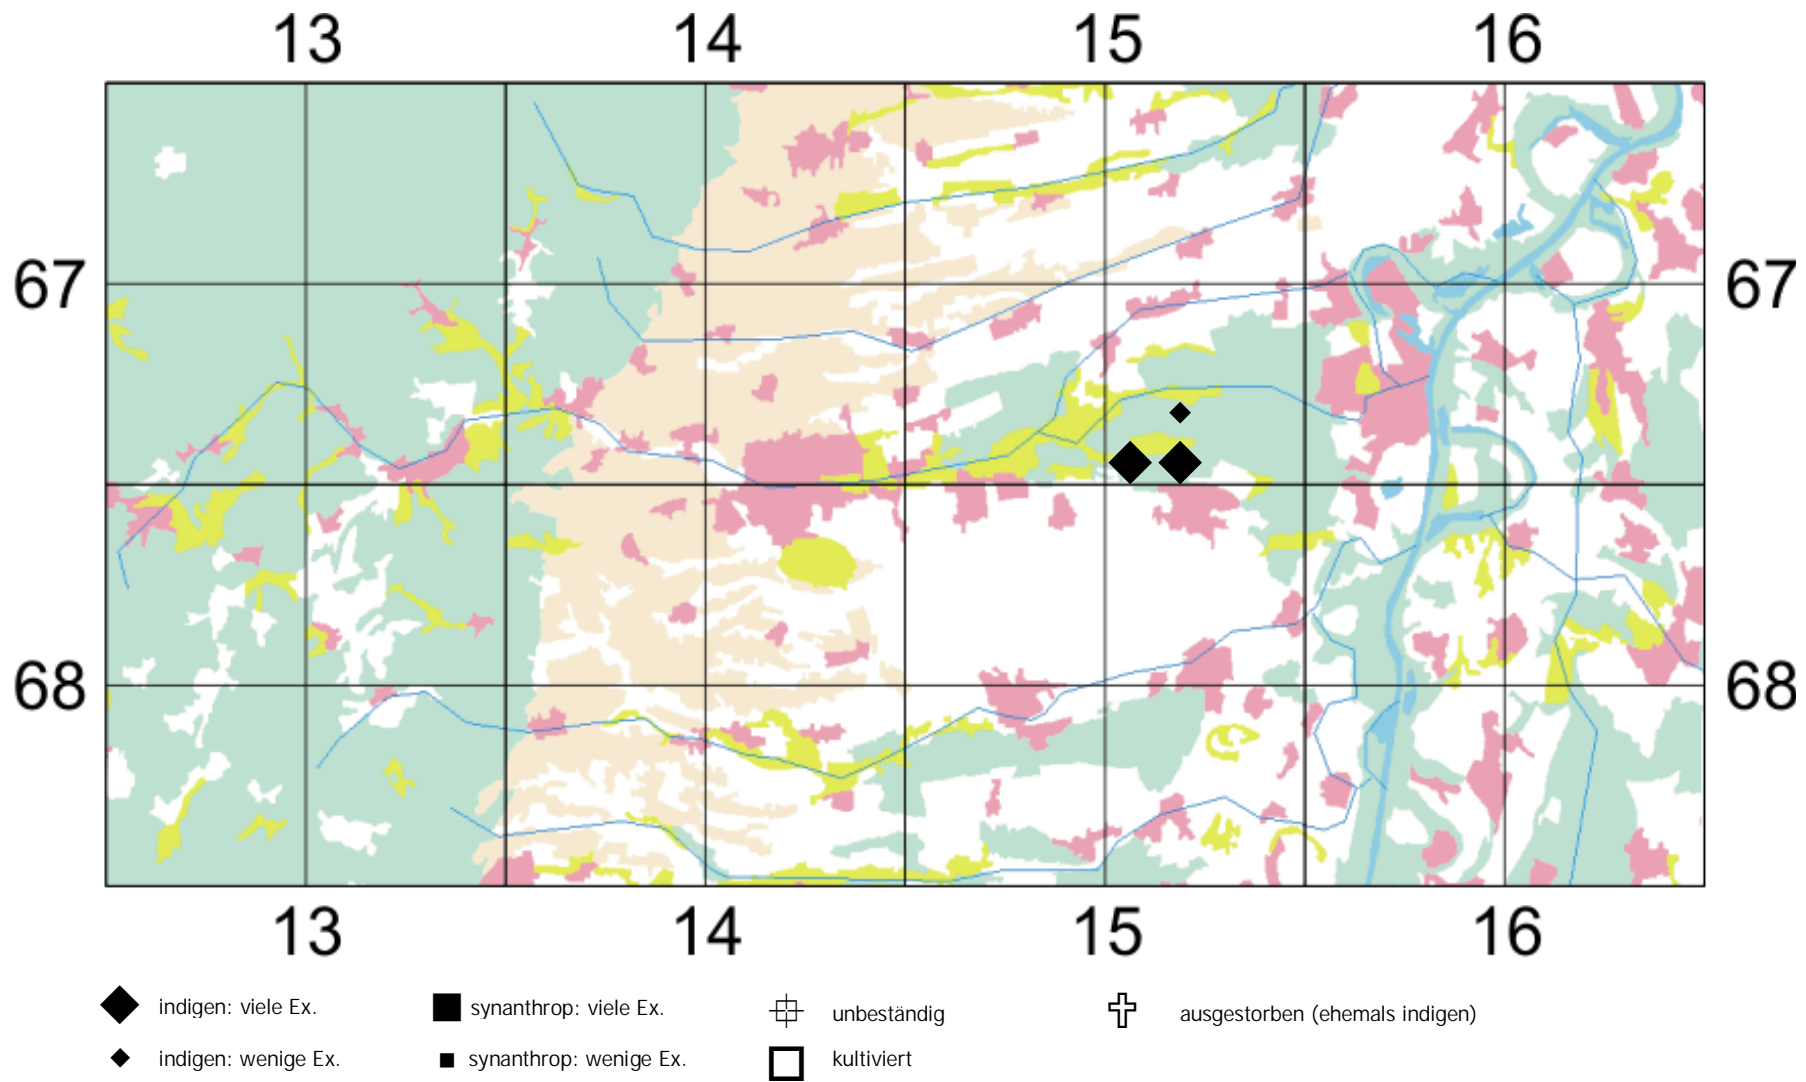 13 14 15 16
67 67
68 68
13 14 15 16
indigen: viele Ex. synanthrop: viele Ex. unbeständig ausgestorben (ehemals indigen)
indigen: wenige Ex. synanthrop: wenige Ex. kultiviert